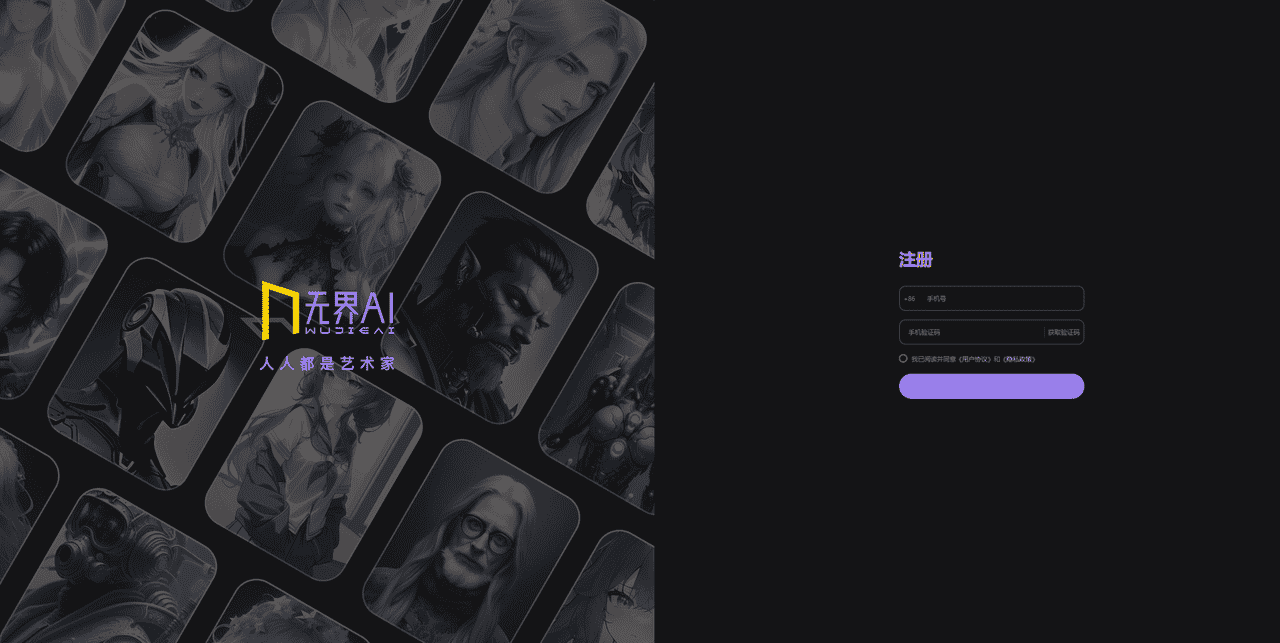 无界AI
WUJIEAI
人人都是艺术家
注册
+86 手机号
手机验证码 获取验证码
我已阅读并同意《用户协议》和《隐私政策》